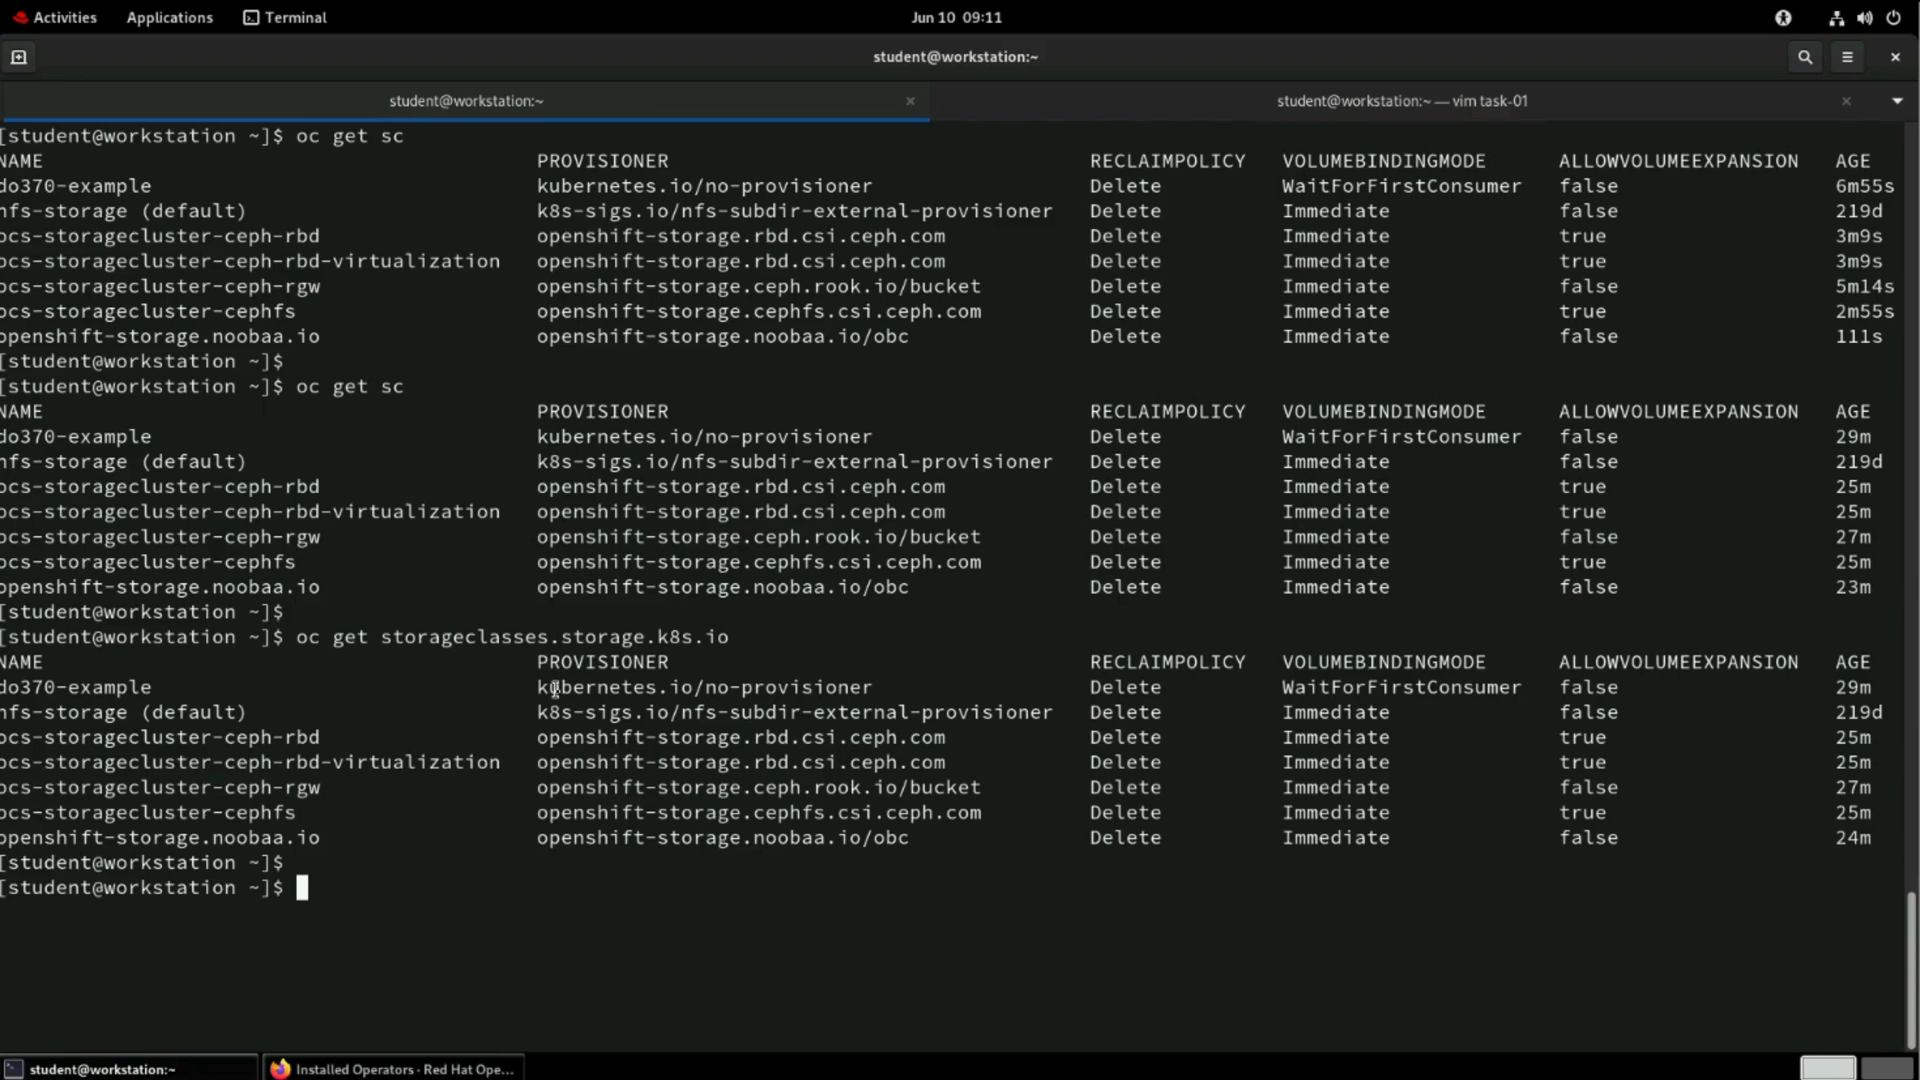 Activities Applications Terminal Jun 10 09:11
student@workstation:~
student@workstation:~ student@workstation:~ — vim task-01
[student@workstation ~]$ oc get sc
NAME PROVISIONER RECLAIMPOLICY VOLUMEBINDINGMODE ALLOWVOLUMEEXPANSION AGE
do370-example kubernetes.io/no-provisioner Delete WaitForFirstConsumer false 6m55s
nfs-storage (default) k8s-sigs.io/nfs-subdir-external-provisioner Delete Immediate false 219d
ocs-storagecluster-ceph-rbd openshift-storage.rbd.csi.ceph.com Delete Immediate true 3m9s
ocs-storagecluster-ceph-rbd-virtualization openshift-storage.rbd.csi.ceph.com Delete Immediate true 3m9s
ocs-storagecluster-ceph-rgw openshift-storage.ceph.rook.io/bucket Delete Immediate false 5m14s
ocs-storagecluster-cephfs openshift-storage.cephfs.csi.ceph.com Delete Immediate true 2m55s
openshift-storage.noobaa.io openshift-storage.noobaa.io/obc Delete Immediate false 111s
[student@workstation ~]$
[student@workstation ~]$ oc get sc
NAME PROVISIONER RECLAIMPOLICY VOLUMEBINDINGMODE ALLOWVOLUMEEXPANSION AGE
do370-example kubernetes.io/no-provisioner Delete WaitForFirstConsumer false 29m
nfs-storage (default) k8s-sigs.io/nfs-subdir-external-provisioner Delete Immediate false 219d
ocs-storagecluster-ceph-rbd openshift-storage.rbd.csi.ceph.com Delete Immediate true 25m
ocs-storagecluster-ceph-rbd-virtualization openshift-storage.rbd.csi.ceph.com Delete Immediate true 25m
ocs-storagecluster-ceph-rgw openshift-storage.ceph.rook.io/bucket Delete Immediate false 27m
ocs-storagecluster-cephfs openshift-storage.cephfs.csi.ceph.com Delete Immediate true 25m
openshift-storage.noobaa.io openshift-storage.noobaa.io/obc Delete Immediate false 23m
[student@workstation ~]$
[student@workstation ~]$ oc get storageclasses.storage.k8s.io
NAME PROVISIONER RECLAIMPOLICY VOLUMEBINDINGMODE ALLOWVOLUMEEXPANSION AGE
do370-example kubernetes.io/no-provisioner Delete WaitForFirstConsumer false 29m
nfs-storage (default) k8s-sigs.io/nfs-subdir-external-provisioner Delete Immediate false 219d
ocs-storagecluster-ceph-rbd openshift-storage.rbd.csi.ceph.com Delete Immediate true 25m
ocs-storagecluster-ceph-rbd-virtualization openshift-storage.rbd.csi.ceph.com Delete Immediate true 25m
ocs-storagecluster-ceph-rgw openshift-storage.ceph.rook.io/bucket Delete Immediate false 27m
ocs-storagecluster-cephfs openshift-storage.cephfs.csi.ceph.com Delete Immediate true 25m
openshift-storage.noobaa.io openshift-storage.noobaa.io/obc Delete Immediate false 24m
[student@workstation ~]$
[student@workstation ~]$
student@workstation:~ Installed Operators · Red Hat Ope...